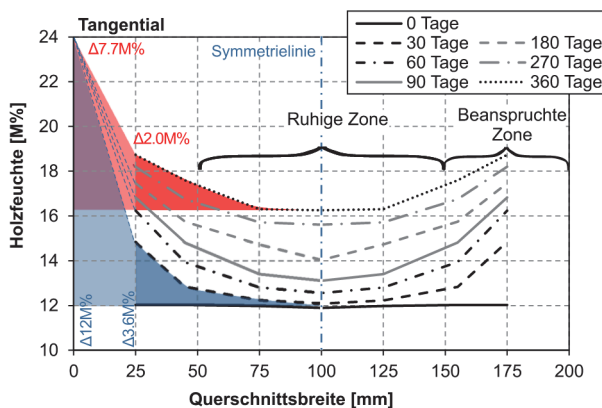 Tangential
Δ7.7M%
Symmetrielinie
0 Tage
30 Tage
180 Tage
60 Tage
270 Tage
90 Tage
360 Tage
Δ2.0M%
Ruhige Zone
Beanspruchte
Zone
Δ12M%
Δ3.6M%
Holzfeuchte [M%]
24
22
20
18
16
14
12
10
0
25
50
75
100
125
150
175
200
Querschnittsbreite [mm]